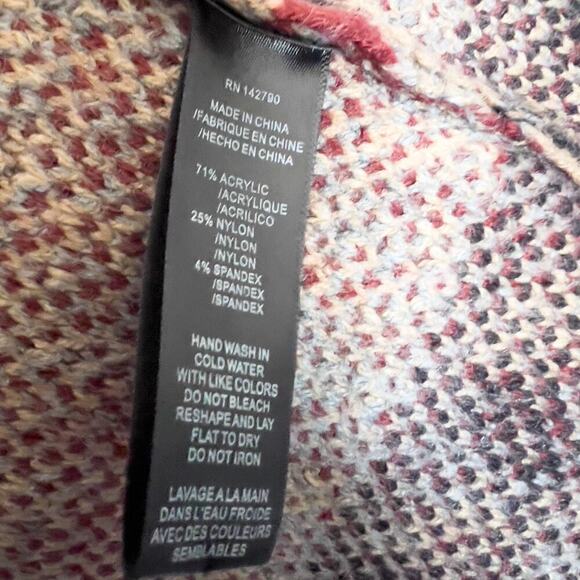 RN 142790
MADE IN CHINA
/FABRIQUE EN CHINE
/HECHO EN CHINA
71% ACRYLIC
/ACRYLIQUE
/ACRILICO
25% NYLON
/NYLON
/NYLON
4% SPANDEX
/SPANDEX
/SPANDEX
HAND WASH IN
COLD WATER
WITH LIKE COLORS
DO NOT BLEACH
RESHAPE AND LAY
FLAT TO DRY
DO NOT IRON
LAVAGE A LA MAIN
DANS L'EAU FROIDE
AVEC DES COULEURS
SEMBLABLES